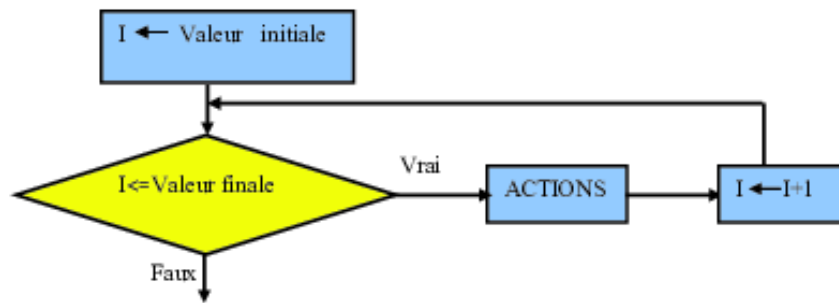 I ← Valeur initiale
I<=Valeur finale
Vrai
ACTIONS
I ←I+1
Faux